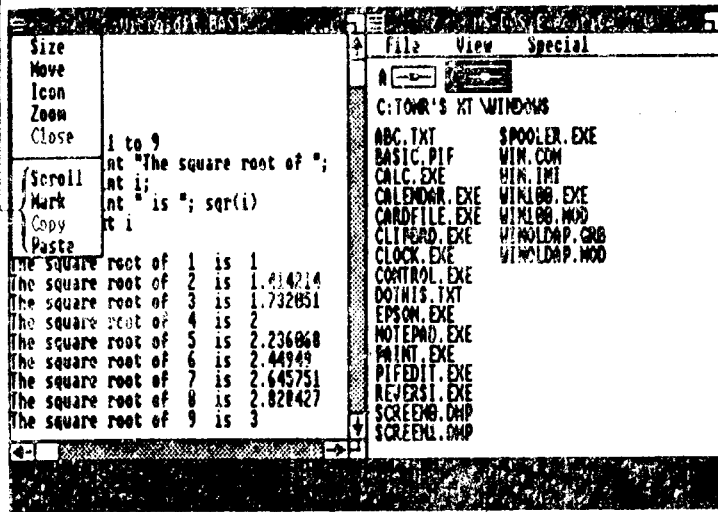 Microsoft BASIC
Size
Move
Icon
Zoom
Close
Scroll
Mark
Copy
Paste
1 to 9
nt "The square root of ";
nt i;
nt " is "; sqr(i)
t i
The square root of 1 is 1
The square root of 2 is 1.414214
The square root of 3 is 1.732051
The square root of 4 is 2
The square root of 5 is 2.236068
The square root of 6 is 2.44949
The square root of 7 is 2.645751
The square root of 8 is 2.828427
The square root of 9 is 3
MS-DOS Executive
File View Special
A
C:TOWR'S XT \WINDOWS
ABC.TXT SPOOLER.EXE
BASIC.PIF WIN.COM
CALC.EXE WIN.INI
CALENDAR.EXE WIN100.EXE
CARDFILE.EXE WIN100.MOD
CLIPBRD.EXE WINOLDAP.GRB
CLOCK.EXE WINOLDAP.MOD
CONTROL.EXE
DOTHIS.TXT
EPSON.EXE
NOTEPAD.EXE
PAINT.EXE
PIFEDIT.EXE
REVERSI.EXE
SCREEN0.DMP
SCREEN1.DMP